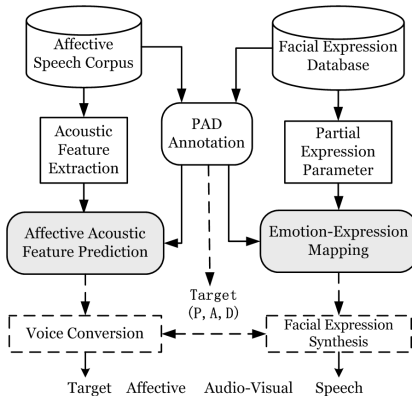 Affective
Speech Corpus
Facial Expression
Database
PAD
Annotation
Acoustic
Feature
Extraction
Partial
Expression
Parameter
Affective Acoustic
Feature Prediction
Emotion-Expression
Mapping
Target
(P, A, D)
Voice Conversion
Facial Expression
Synthesis
Target Affective Audio-Visual Speech